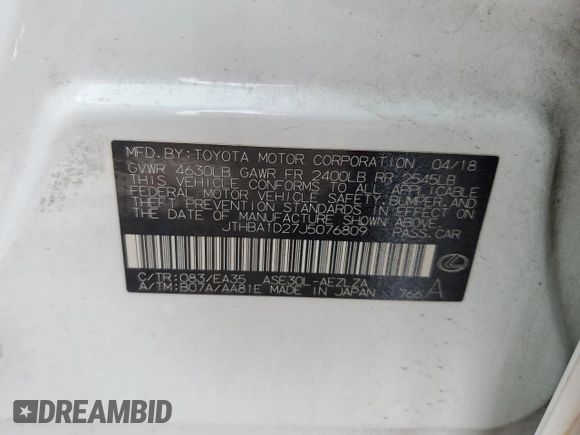 MFD. BY: TOYOTA MOTOR CORPORATION 04/18
GVWR 4630LB GAWR FR 2400LB RR 2545LB
THIS VEHICLE CONFORMS TO ALL APPLICABLE
FEDERAL MOTOR VEHICLE SAFETY, BUMPER, AND
THEFT PREVENTION STANDARDS IN EFFECT ON
THE DATE OF MANUFACTURE SHOWN ABOVE.
JTHBA1D27J5076809 PASS. CAR
C/TR: 083/EA35 ASE30L-AEZLZA
A/TM: B07A/AA81E MADE IN JAPAN 766 A
DREAMBID